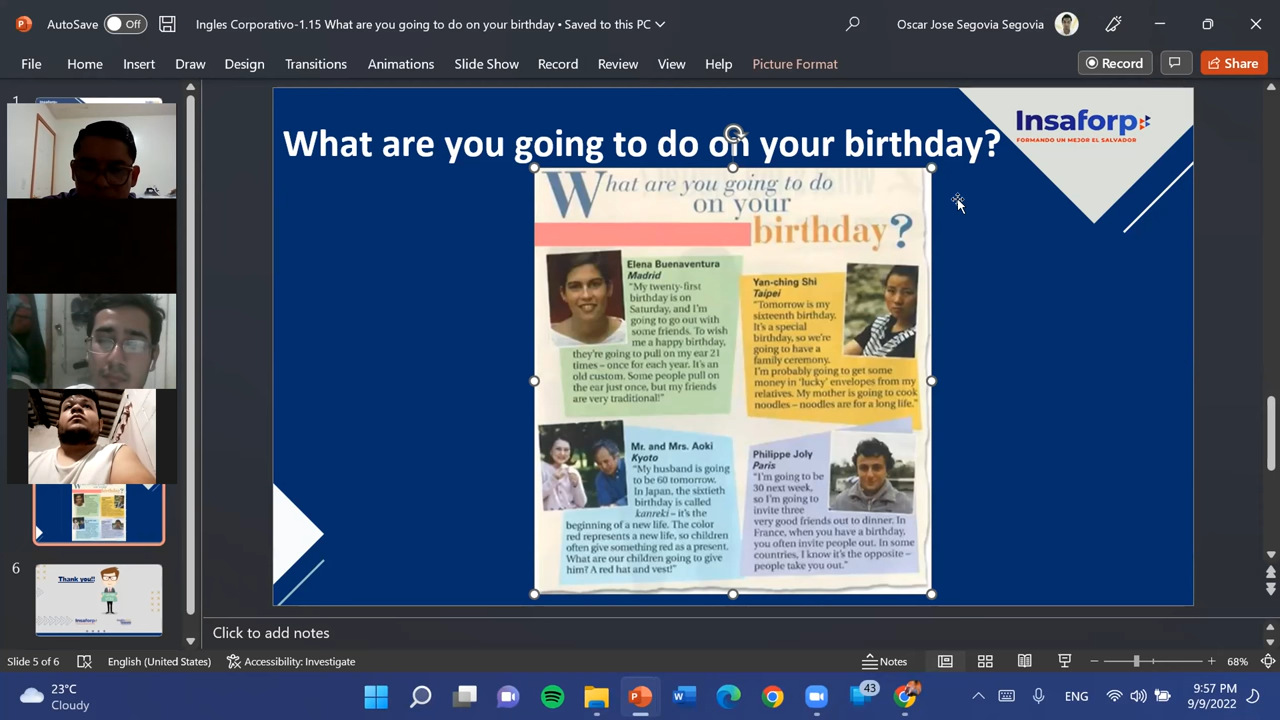 AutoSave Off Ingles Corporativo-1.15 What are you going to do on your birthday • Saved to this PC Oscar Jose Segovia Segovia
File Home Insert Draw Design Transitions Animations Slide Show Record Review View Help Picture Format Record Share
1
What are you going to do on your birthday?
Insaforp
FORMANDO UN MEJOR EL SALVADOR
What are you going to do
on your
birthday?
Elena Buenaventura
Madrid
"My twenty-first
birthday is on
Saturday, and I'm
going to go out with
some friends. To wish
me a happy birthday,
they're going to pull on my ear 21
times – once for each year. It's an
old custom. Some people pull on
the ear just once, but my friends
are very traditional!"
Yan-ching Shi
Taipei
"Tomorrow is my
sixteenth birthday.
It's a special
birthday, so we're
going to have a
family ceremony.
I'm probably going to get some
money in 'lucky' envelopes from my
relatives. My mother is going to cook
noodles – noodles are for a long life."
Mr. and Mrs. Aoki
Kyoto
"My husband is going
to be 60 tomorrow.
In Japan, the sixtieth
birthday is called
kanreki – it's the
beginning of a new life. The color
red represents a new life, so children
often give something red as a present.
What are our children going to give
him? A red hat and vest!"
Philippe Joly
Paris
"I'm going to be
30 next week,
so I'm going to
invite three
very good friends out to dinner. In
France, when you have a birthday,
you often invite people out. In some
countries, I know it's the opposite –
people take you out."
6
Thank you!!
Click to add notes
Slide 5 of 6 English (United States) Accessibility: Investigate Notes 68%
23°C
Cloudy
43
ENG
9:57 PM
9/9/2022